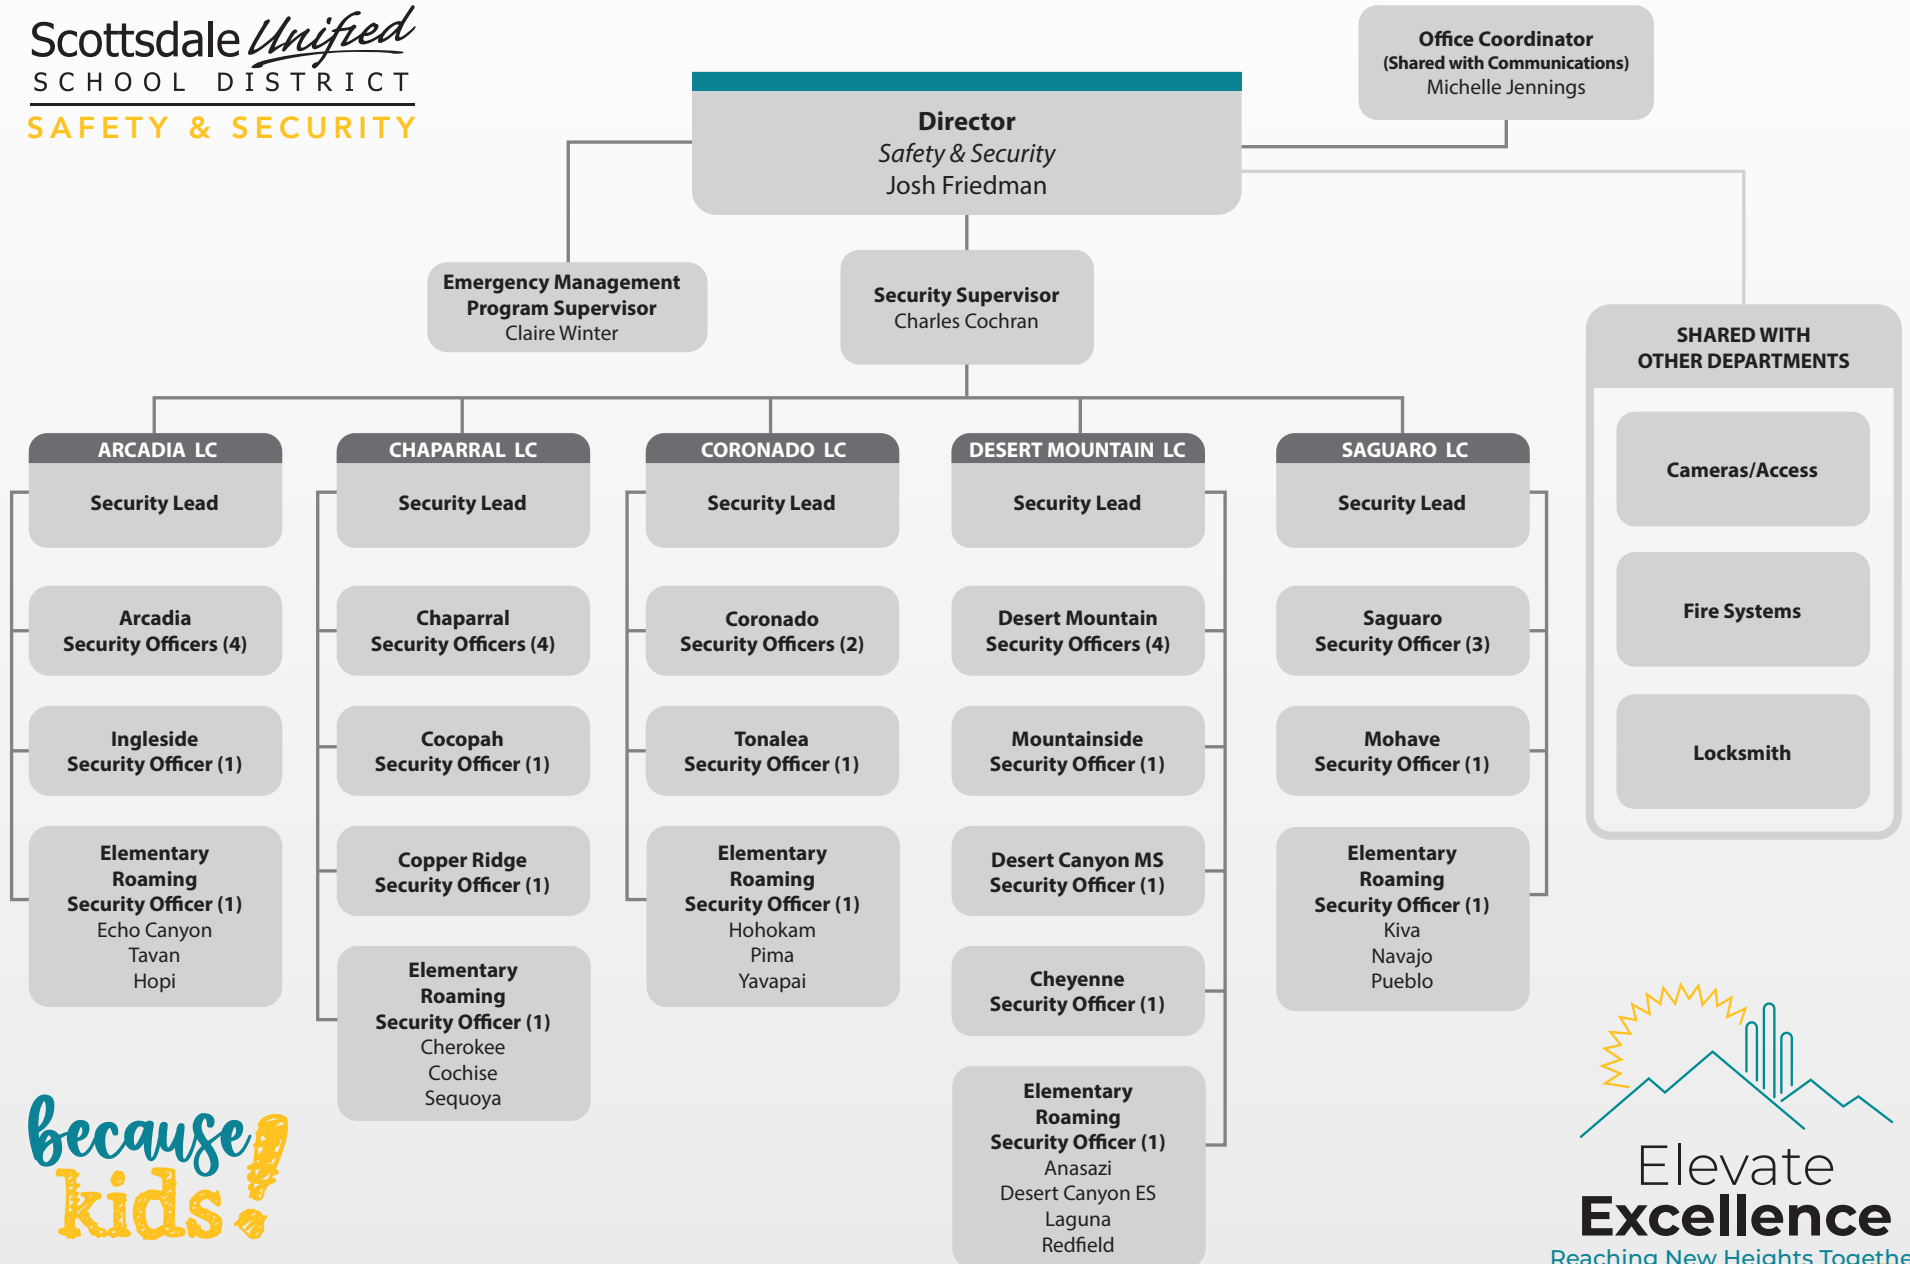 Scottsdale Unified
SCHOOL DISTRICT
SAFETY & SECURITY
Office Coordinator
(Shared with Communications)
Michelle Jennings
Director
Safety & Security
Josh Friedman
Emergency Management
Program Supervisor
Claire Winter
Security Supervisor
Charles Cochran
SHARED WITH
OTHER DEPARTMENTS
Cameras/Access
Fire Systems
Locksmith
ARCADIA LC
Security Lead
Arcadia
Security Officers (4)
Ingleside
Security Officer (1)
Elementary
Roaming
Security Officer (1)
Echo Canyon
Tavan
Hopi
CHAPARRAL LC
Security Lead
Chaparral
Security Officers (4)
Cocopah
Security Officer (1)
Copper Ridge
Security Officer (1)
Elementary
Roaming
Security Officer (1)
Cherokee
Cochise
Sequoya
CORONADO LC
Security Lead
Coronado
Security Officers (2)
Tonalea
Security Officer (1)
Elementary
Roaming
Security Officer (1)
Hohokam
Pima
Yavapai
DESERT MOUNTAIN LC
Security Lead
Desert Mountain
Security Officers (4)
Mountainside
Security Officer (1)
Desert Canyon MS
Security Officer (1)
Cheyenne
Security Officer (1)
Elementary
Roaming
Security Officer (1)
Anasazi
Desert Canyon ES
Laguna
Redfield
SAGUARO LC
Security Lead
Saguaro
Security Officer (3)
Mohave
Security Officer (1)
Elementary
Roaming
Security Officer (1)
Kiva
Navajo
Pueblo
because
kids!
Elevate
Excellence
Reaching New Heights Togethe